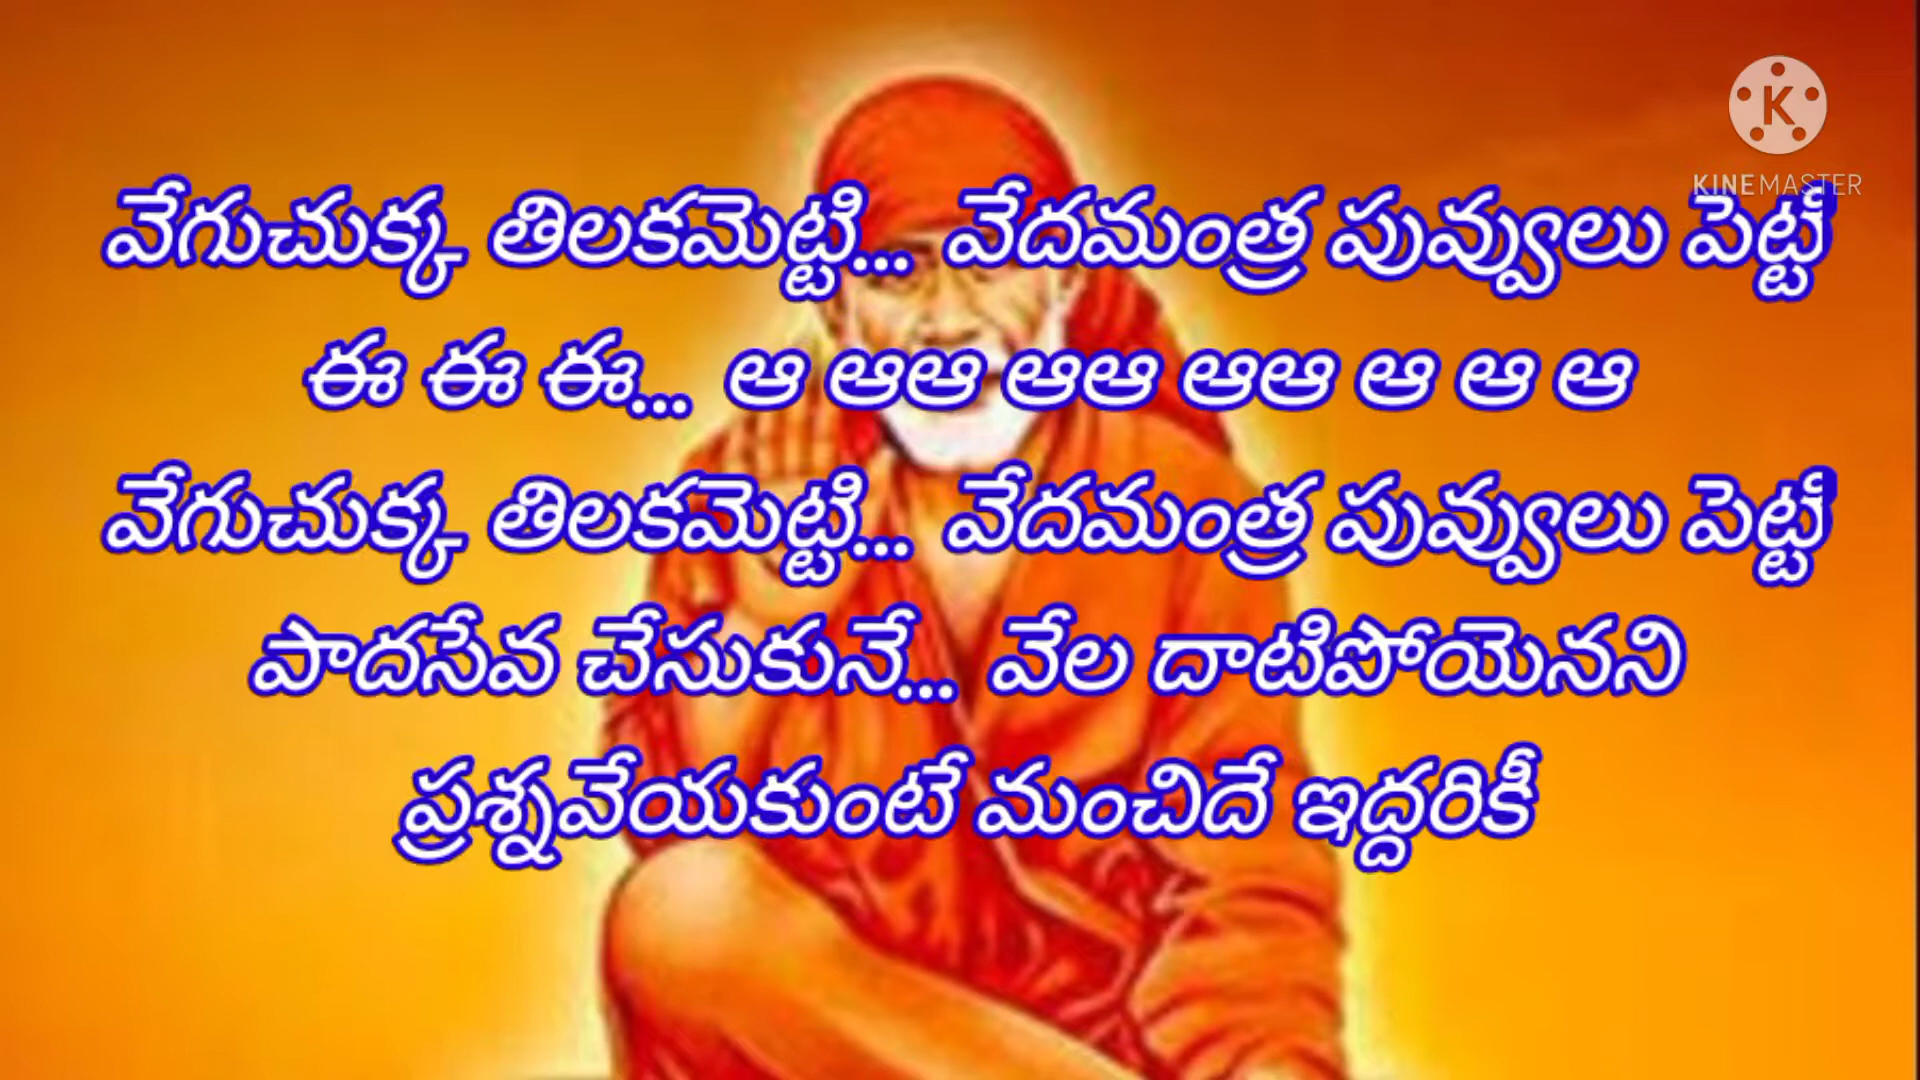 KINEMASTER
వేగుచుక్క తిలకమెట్టి... వేదమంత్ర పువ్వులు పెట్టి
ఈ ఈ ఈ... ఆ ఆఆ ఆఆ ఆఆ ఆ ఆ ఆ
వేగుచుక్క తిలకమెట్టి... వేదమంత్ర పువ్వులు పెట్టి
పాదసేవ చేసుకునే... వేల దాటిపోయెనని
ప్రశ్నవేయకుంటే మంచిదే ఇద్దరికీ